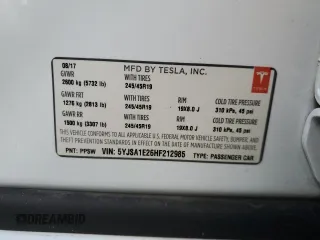 08/17 MFD BY TESLA, INC.
GVWR WITH TIRES
2600 kg (5732 lb) 245/45R19
GAWR FRT WITH TIRES RIM COLD TIRE PRESSURE
1276 kg (2813 lb) 245/45R19 19X8.0 J 310 kPa, 45 psi
GAWR RR WITH TIRES RIM COLD TIRE PRESSURE
1500 kg (3307 lb) 245/45R19 19X8.0 J 310 kPa, 45 psi
THIS VEHICLE CONFORMS TO ALL APPLICABLE U.S. FEDERAL MOTOR VEHICLE SAFETY, BUMPER, AND
THEFT PREVENTION STANDARDS IN EFFECT ON THE DATE OF MANUFACTURE SHOWN ABOVE.
PNT: PPSW VIN: 5YJSA1E26HF212985 TYPE: PASSENGER CAR
TESLA
AUTOBIDMASTER